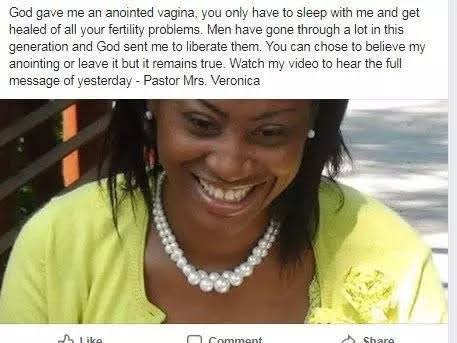 God gave me an anointed vagina, you only have to sleep with me and get
healed of all your fertility problems. Men have gone through a lot in this
generation and God sent me to liberate them. You can chose to believe my
anointing or leave it but it remains true. Watch my video to hear the full
message of yesterday - Pastor Mrs. Veronica
Like Comment Share